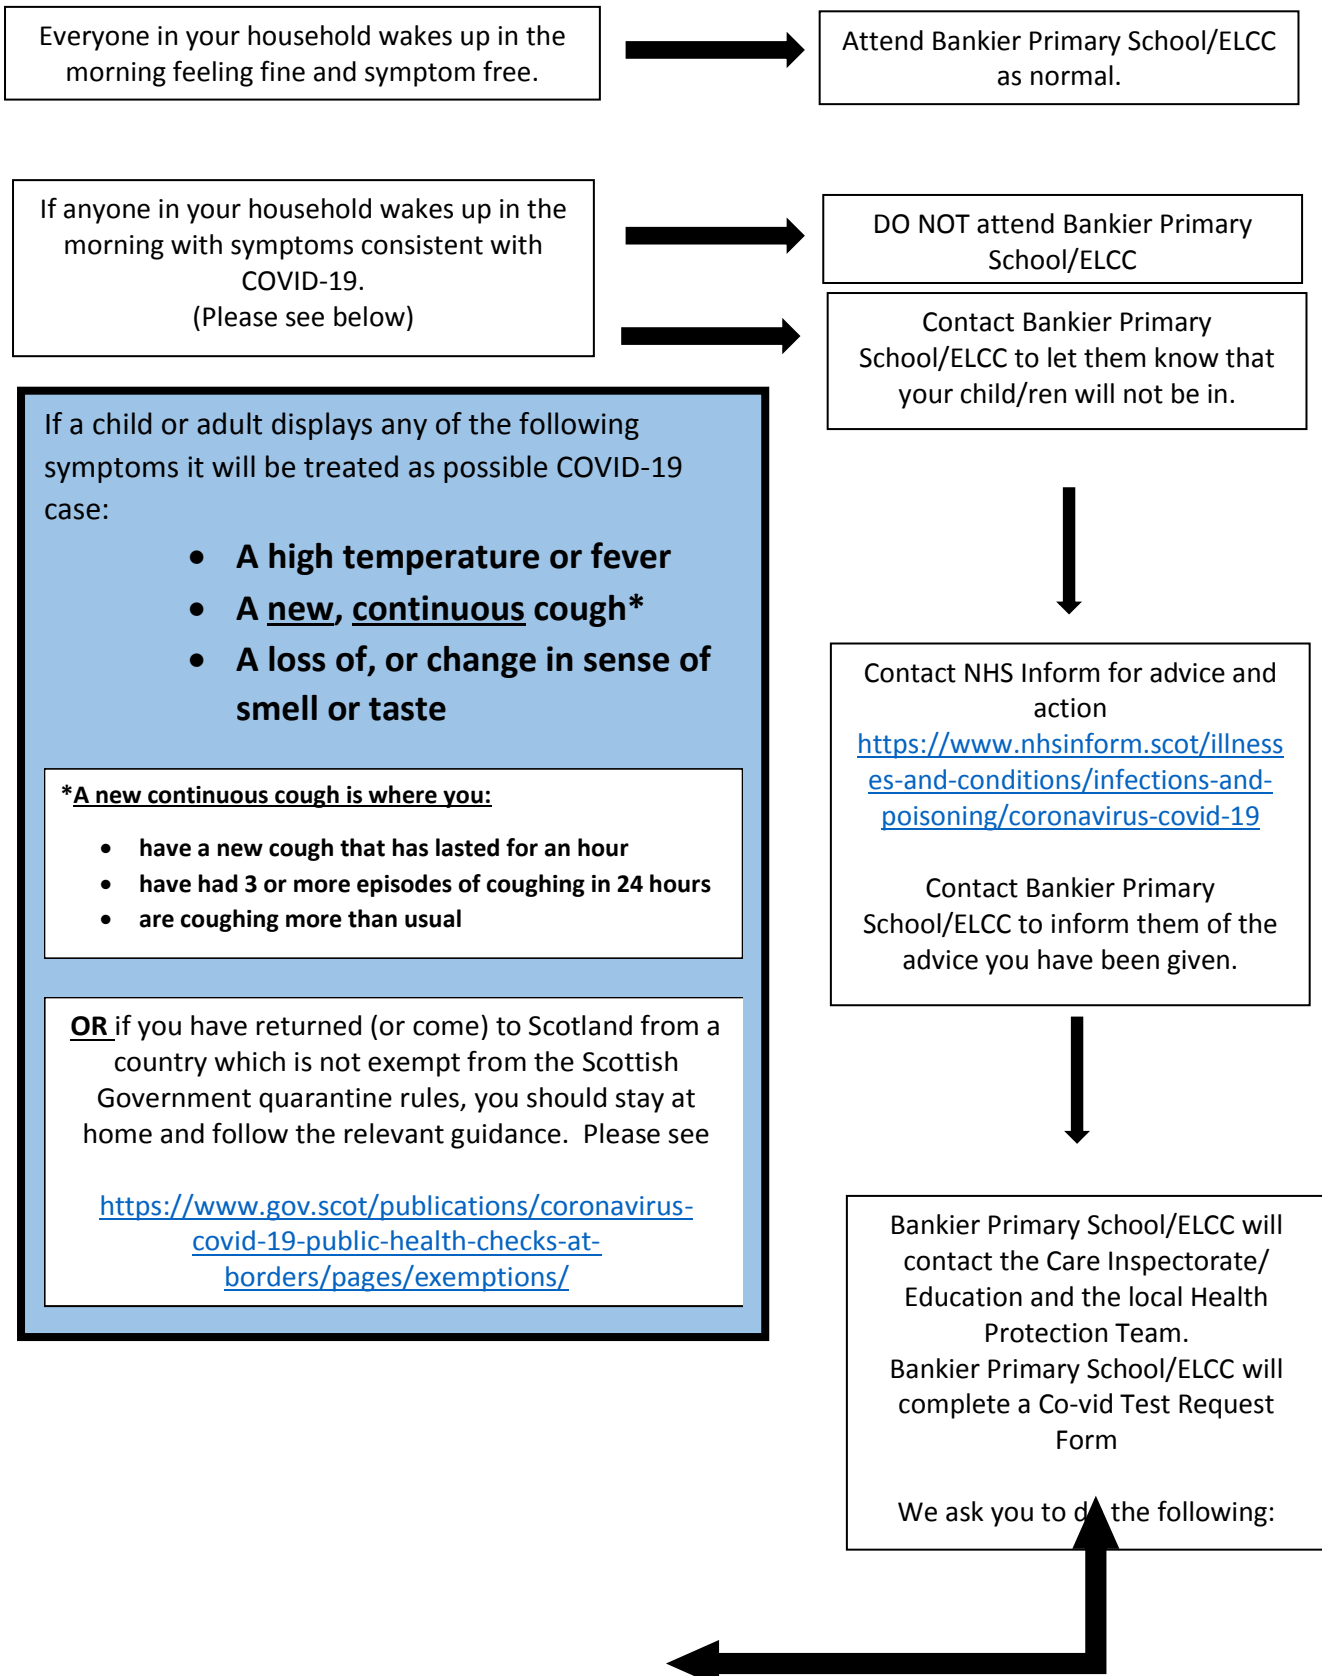 Everyone in your household wakes up in the
morning feeling fine and symptom free.
Attend Bankier Primary School/ELCC
as normal.
If anyone in your household wakes up in the
morning with symptoms consistent with
COVID-19.
(Please see below)
DO NOT attend Bankier Primary
School/ELCC
Contact Bankier Primary
School/ELCC to let them know that
your child/ren will not be in.
If a child or adult displays any of the following
symptoms it will be treated as possible COVID-19
case:
• A high temperature or fever
• A new, continuous cough*
• A loss of, or change in sense of
smell or taste
*A new continuous cough is where you:
• have a new cough that has lasted for an hour
• have had 3 or more episodes of coughing in 24 hours
• are coughing more than usual
OR if you have returned (or come) to Scotland from a
country which is not exempt from the Scottish
Government quarantine rules, you should stay at
home and follow the relevant guidance.  Please see
https://www.gov.scot/publications/coronavirus-
covid-19-public-health-checks-at-
borders/pages/exemptions/
Contact NHS Inform for advice and
action
https://www.nhsinform.scot/illness
es-and-conditions/infections-and-
poisoning/coronavirus-covid-19
Contact Bankier Primary
School/ELCC to inform them of the
advice you have been given.
Bankier Primary School/ELCC will
contact the Care Inspectorate/
Education and the local Health
Protection Team.
Bankier Primary School/ELCC will
complete a Co-vid Test Request
Form
We ask you to do the following: